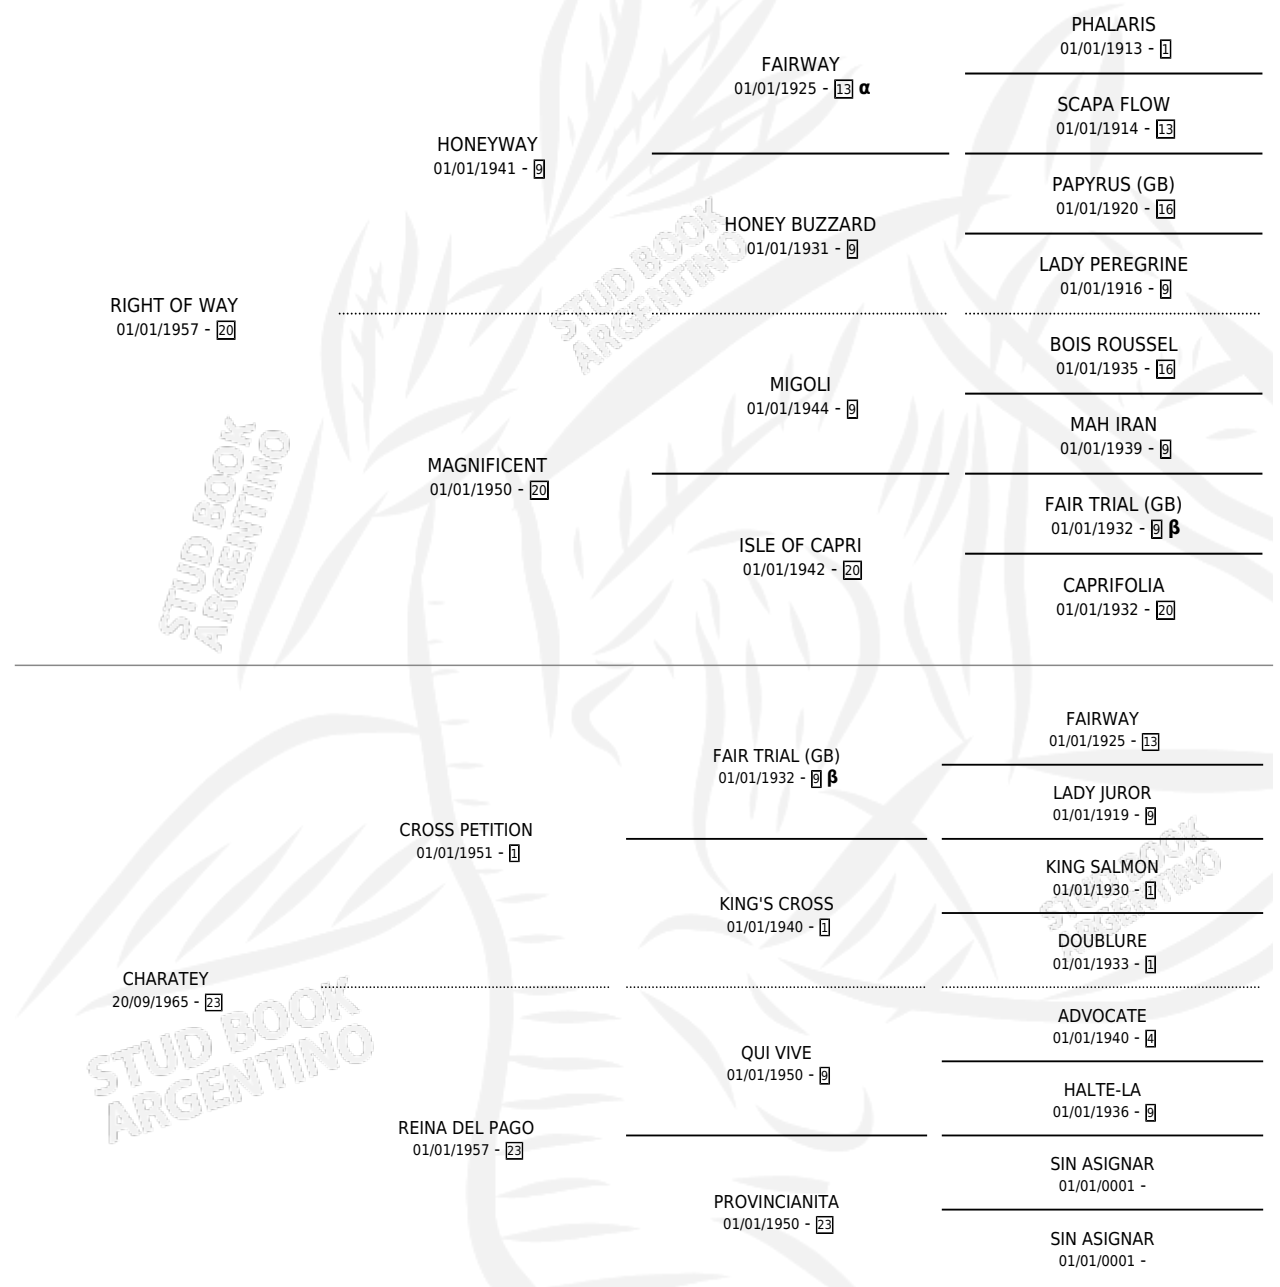 PHALARIS
01/01/1913 - 1
FAIRWAY
01/01/1925 - 13 α
SCAPA FLOW
01/01/1914 - 13
HONEYWAY
01/01/1941 - 9
PAPYRUS (GB)
01/01/1920 - 16
HONEY BUZZARD
01/01/1931 - 9
LADY PEREGRINE
01/01/1916 - 9
RIGHT OF WAY
01/01/1957 - 20
BOIS ROUSSEL
01/01/1935 - 16
MIGOLI
01/01/1944 - 9
MAH IRAN
01/01/1939 - 9
MAGNIFICENT
01/01/1950 - 20
FAIR TRIAL (GB)
01/01/1932 - 9 β
ISLE OF CAPRI
01/01/1942 - 20
CAPRIFOLIA
01/01/1932 - 20
FAIRWAY
01/01/1925 - 13
FAIR TRIAL (GB)
01/01/1932 - 9 β
LADY JUROR
01/01/1919 - 9
CROSS PETITION
01/01/1951 - 1
KING SALMON
01/01/1930 - 1
KING'S CROSS
01/01/1940 - 1
DOUBLURE
01/01/1933 - 1
CHARATEY
20/09/1965 - 23
ADVOCATE
01/01/1940 - 4
QUI VIVE
01/01/1950 - 9
HALTE-LA
01/01/1936 - 9
REINA DEL PAGO
01/01/1957 - 23
SIN ASIGNAR
01/01/0001 -
PROVINCIANITA
01/01/1950 - 23
SIN ASIGNAR
01/01/0001 -
STUD BOOK
ARGENTINO
STUD BOOK
ARGENTINO
STUD BOOK
ARGENTINO
STUD BOOK
ARGENTINO